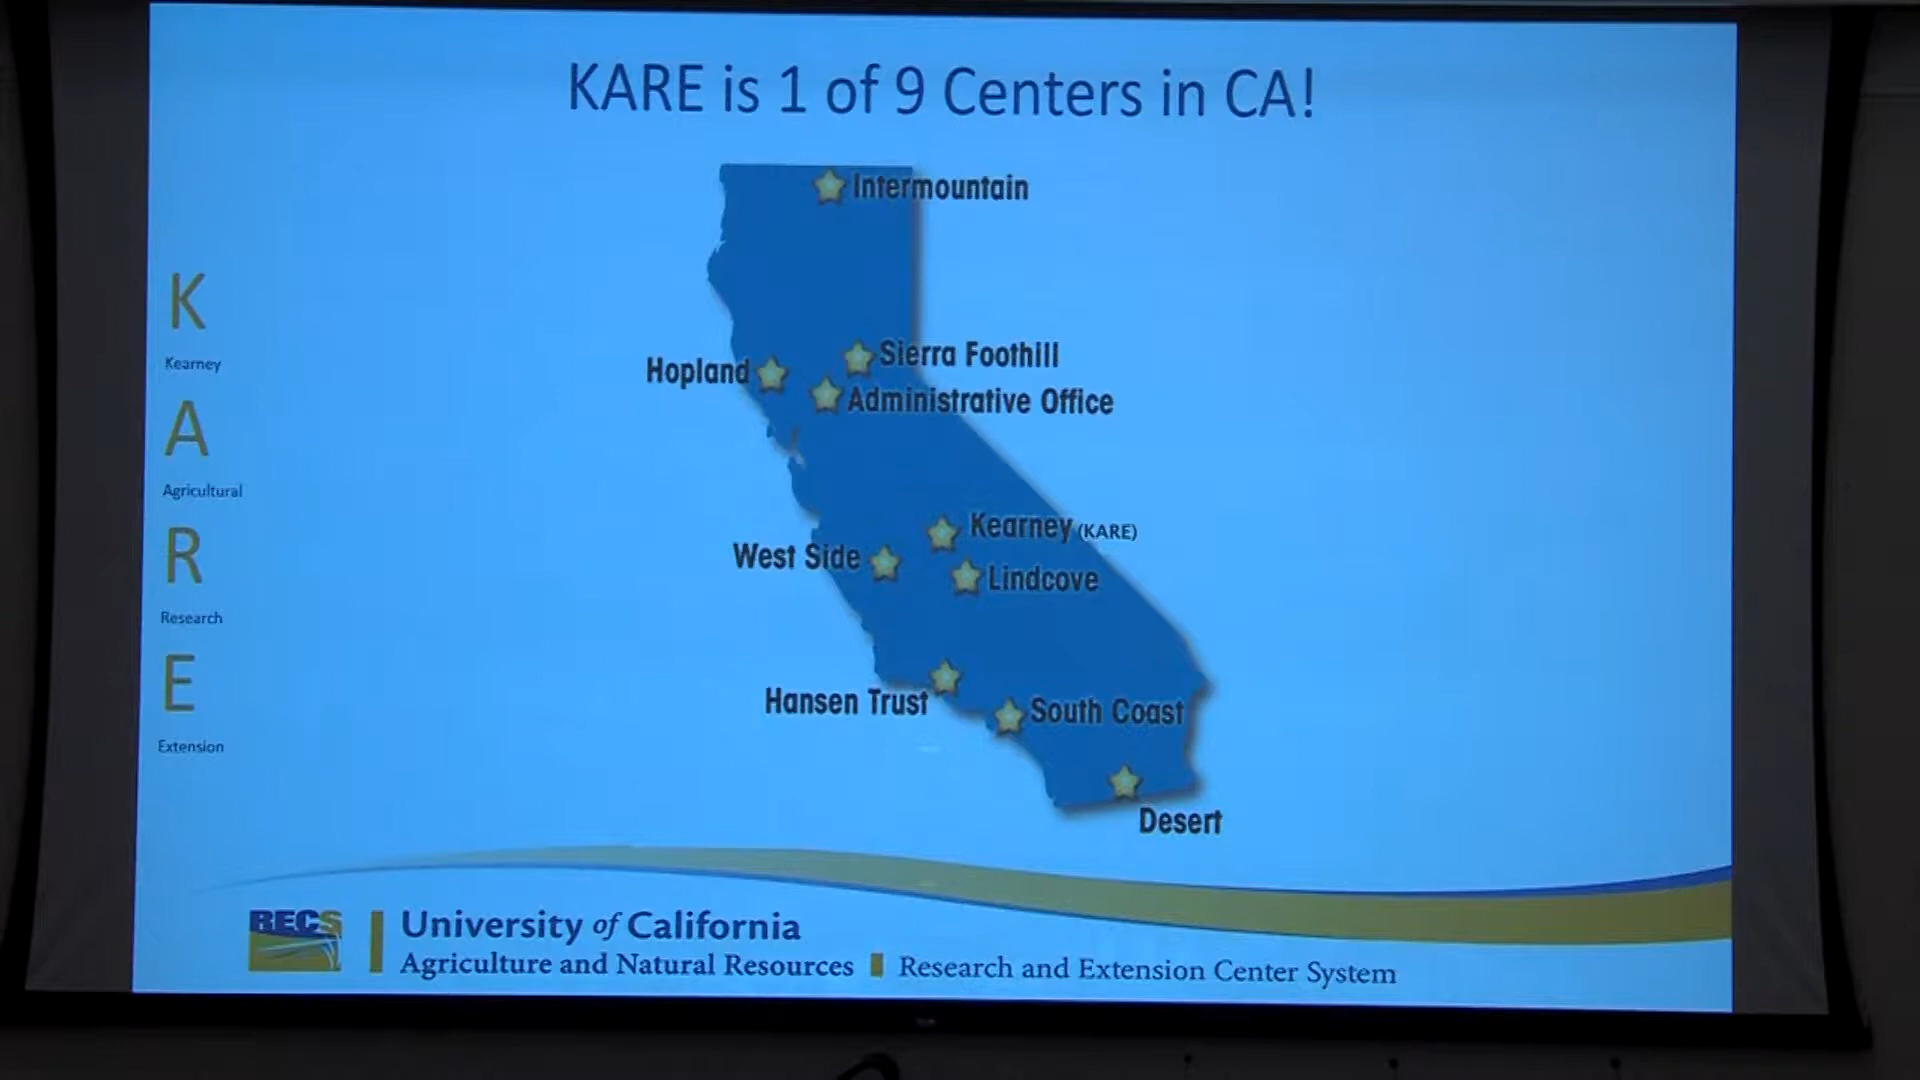 KARE is 1 of 9 Centers in CA!
Intermountain
Sierra Foothill
Hopland
Administrative Office
Kearney (KARE)
West Side
Lindcove
Hansen Trust
South Coast
Desert
K
Kearney
A
Agricultural
R
Research
E
Extension
RECS
University of California
Agriculture and Natural Resources
Research and Extension Center System